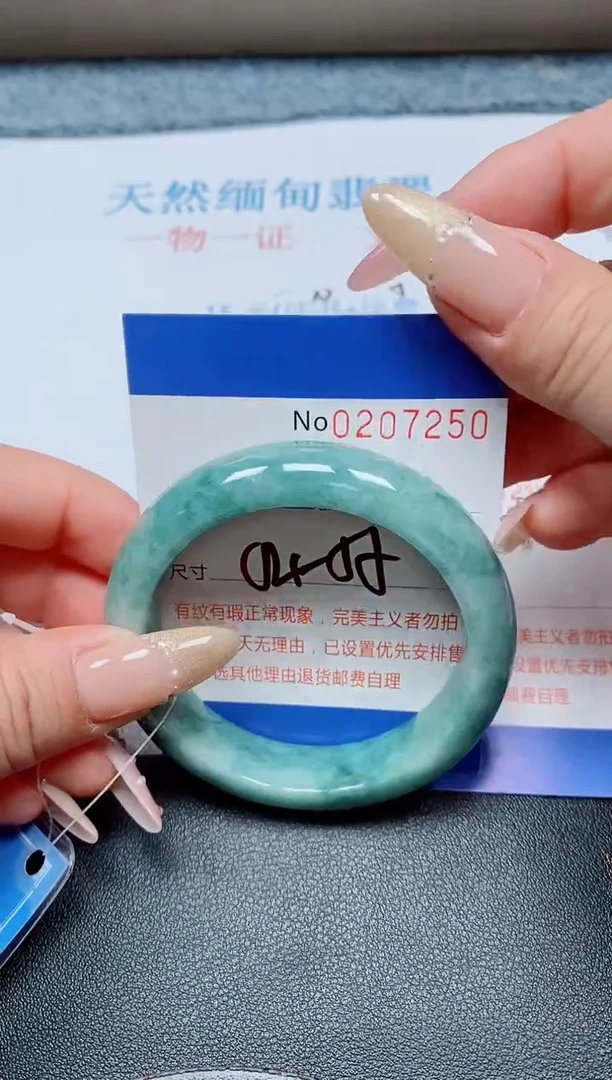 天然缅甸翡翠
一物一证
No0207250
尺寸
有纹有瑕正常现象，完美主义者勿拍
天无理由，已设置优先安排售
选其他理由退货邮费自理
美主义者勿拍
设置优先安排
邮费自理